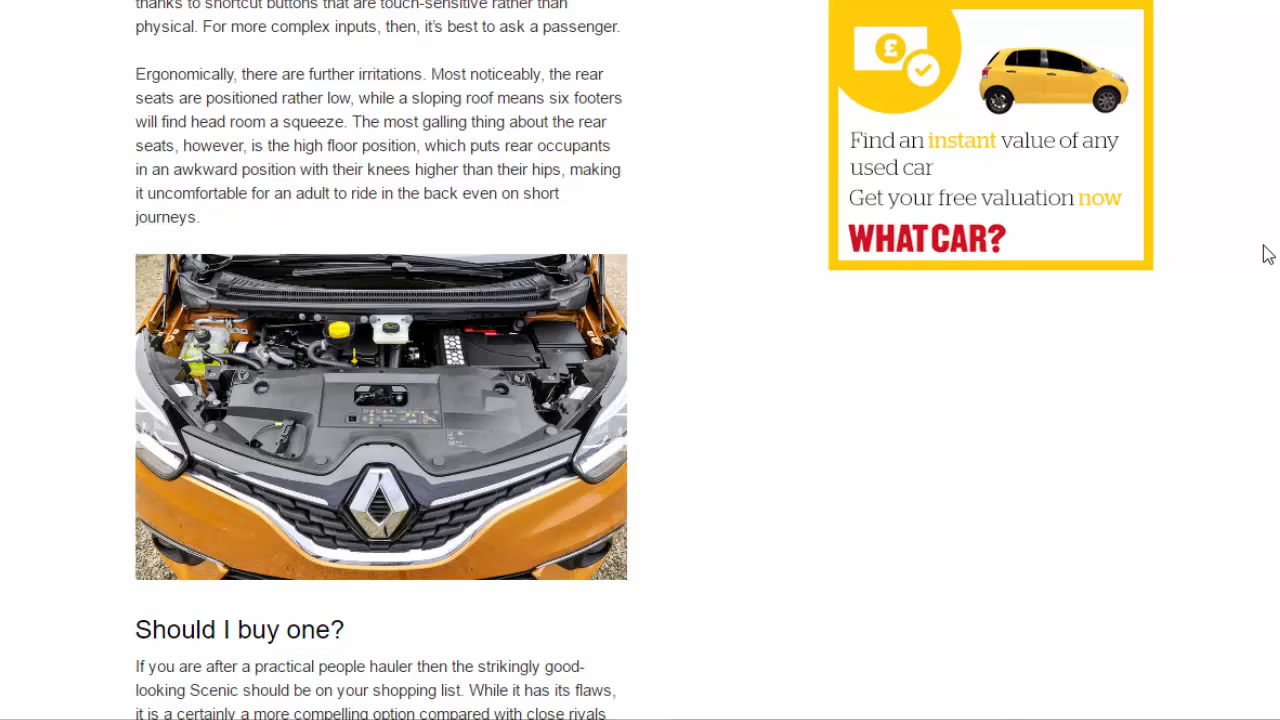 thanks to shortcut buttons that are touch-sensitive rather than
physical. For more complex inputs, then, it's best to ask a passenger.
Ergonomically, there are further irritations. Most noticeably, the rear
seats are positioned rather low, while a sloping roof means six footers
will find head room a squeeze. The most galling thing about the rear
seats, however, is the high floor position, which puts rear occupants
in an awkward position with their knees higher than their hips, making
it uncomfortable for an adult to ride in the back even on short
journeys.
Should I buy one?
If you are after a practical people hauler then the strikingly good-
looking Scenic should be on your shopping list. While it has its flaws,
it is a certainly a more compelling option compared with close rivals
£
Find an instant value of any
used car
Get your free valuation now
WHAT CAR?